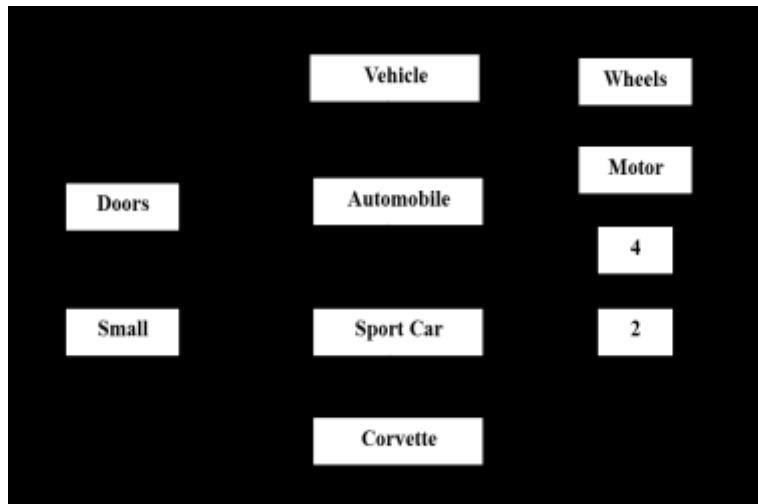 Vehicle
Wheels
Motor
Doors
Automobile
4
Small
Sport Car
2
Corvette